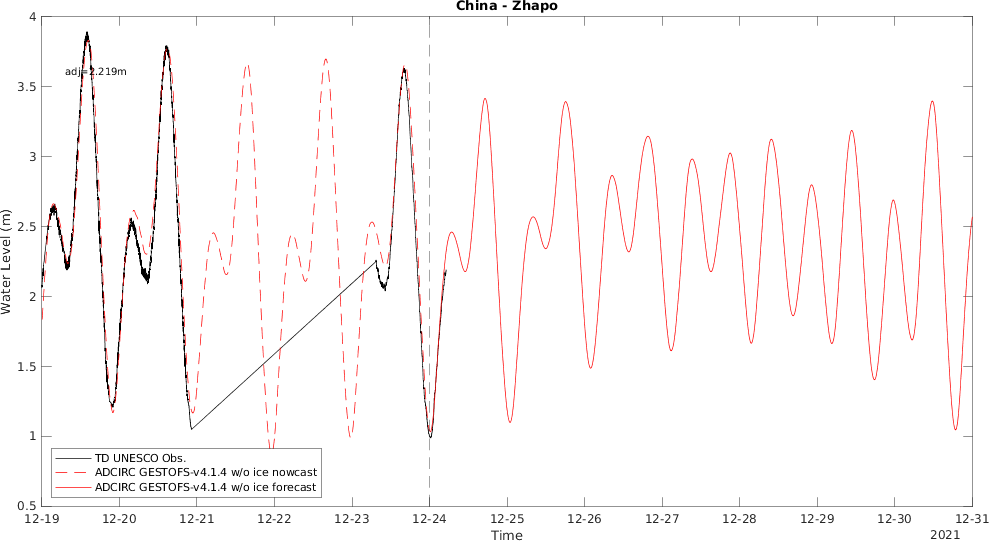 China - Zhapo
4
3.5
3
2.5
2
1.5
1
0.5
Water Level (m)
adj=2.219m
TD UNESCO Obs.
ADCIRC GESTOFS-v4.1.4 w/o ice nowcast
ADCIRC GESTOFS-v4.1.4 w/o ice forecast
12-19 12-20 12-21 12-22 12-23 12-24 12-25 12-26 12-27 12-28 12-29 12-30 12-31
Time
2021